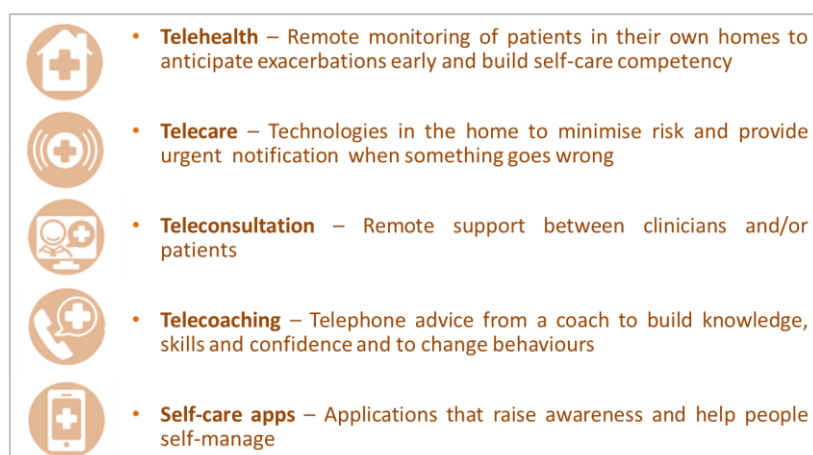 • Telehealth – Remote monitoring of patients in their own homes to
anticipate exacerbations early and build self-care competency
• Telecare – Technologies in the home to minimise risk and provide
urgent notification when something goes wrong
• Teleconsultation – Remote support between clinicians and/or
patients
• Telecoaching – Telephone advice from a coach to build knowledge,
skills and confidence and to change behaviours
• Self-care apps – Applications that raise awareness and help people
self-manage